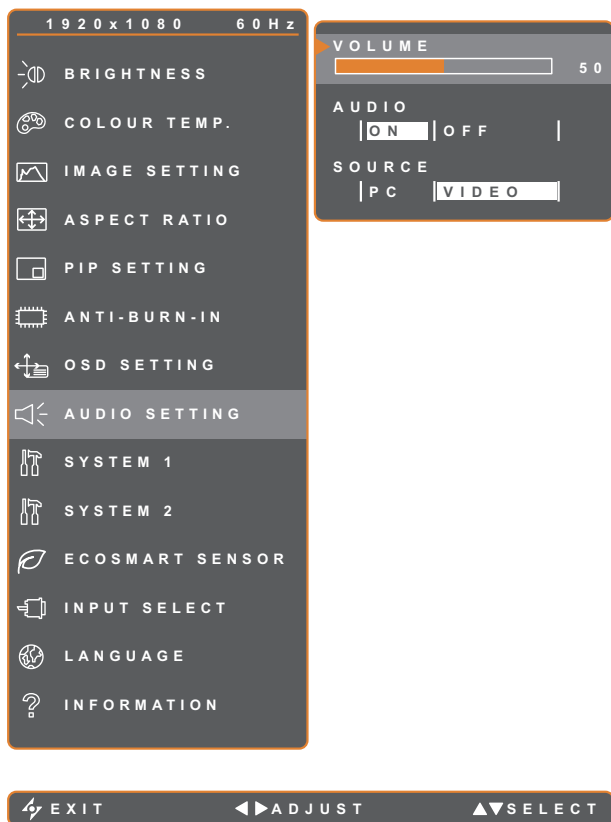 1920x1080 60Hz
BRIGHTNESS
COLOUR TEMP.
IMAGE SETTING
ASPECT RATIO
PIP SETTING
ANTI-BURN-IN
OSD SETTING
AUDIO SETTING
SYSTEM 1
SYSTEM 2
ECOSMART SENSOR
INPUT SELECT
LANGUAGE
INFORMATION
VOLUME
50
AUDIO
ON OFF
SOURCE
PC VIDEO
EXIT ADJUST SELECT